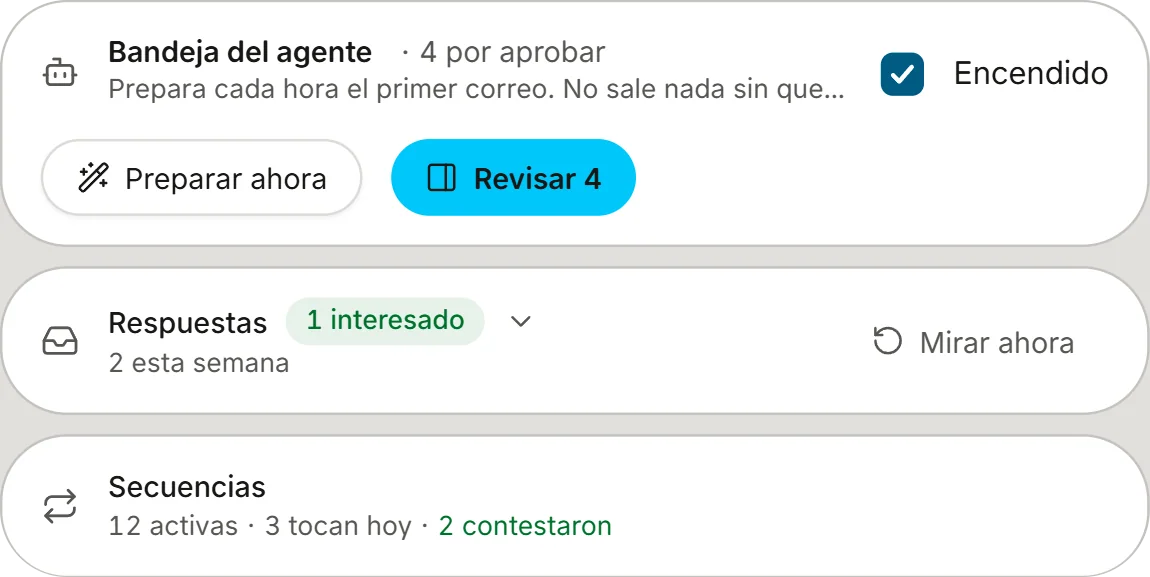 Bandeja del agente · 4 por aprobar
Prepara cada hora el primer correo. No sale nada sin que...
Encendido
Preparar ahora
Revisar 4
Respuestas 1 interesado
2 esta semana
Mirar ahora
Secuencias
12 activas · 3 tocan hoy · 2 contestaron